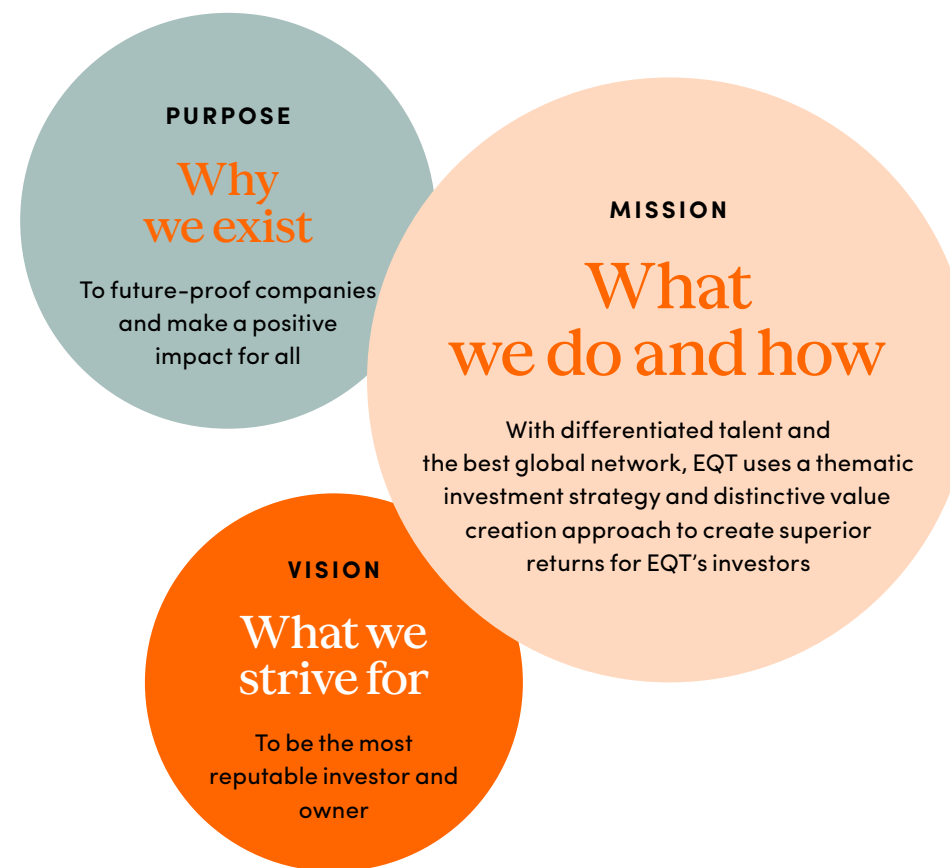 PURPOSE
Why
we exist
To future-proof companies
and make a positive
impact for all
MISSION
What
we do and how
With differentiated talent and
the best global network, EQT uses a thematic
investment strategy and distinctive value
creation approach to create superior
returns for EQT’s investors
VISION
What we
strive for
To be the most
reputable investor and
owner